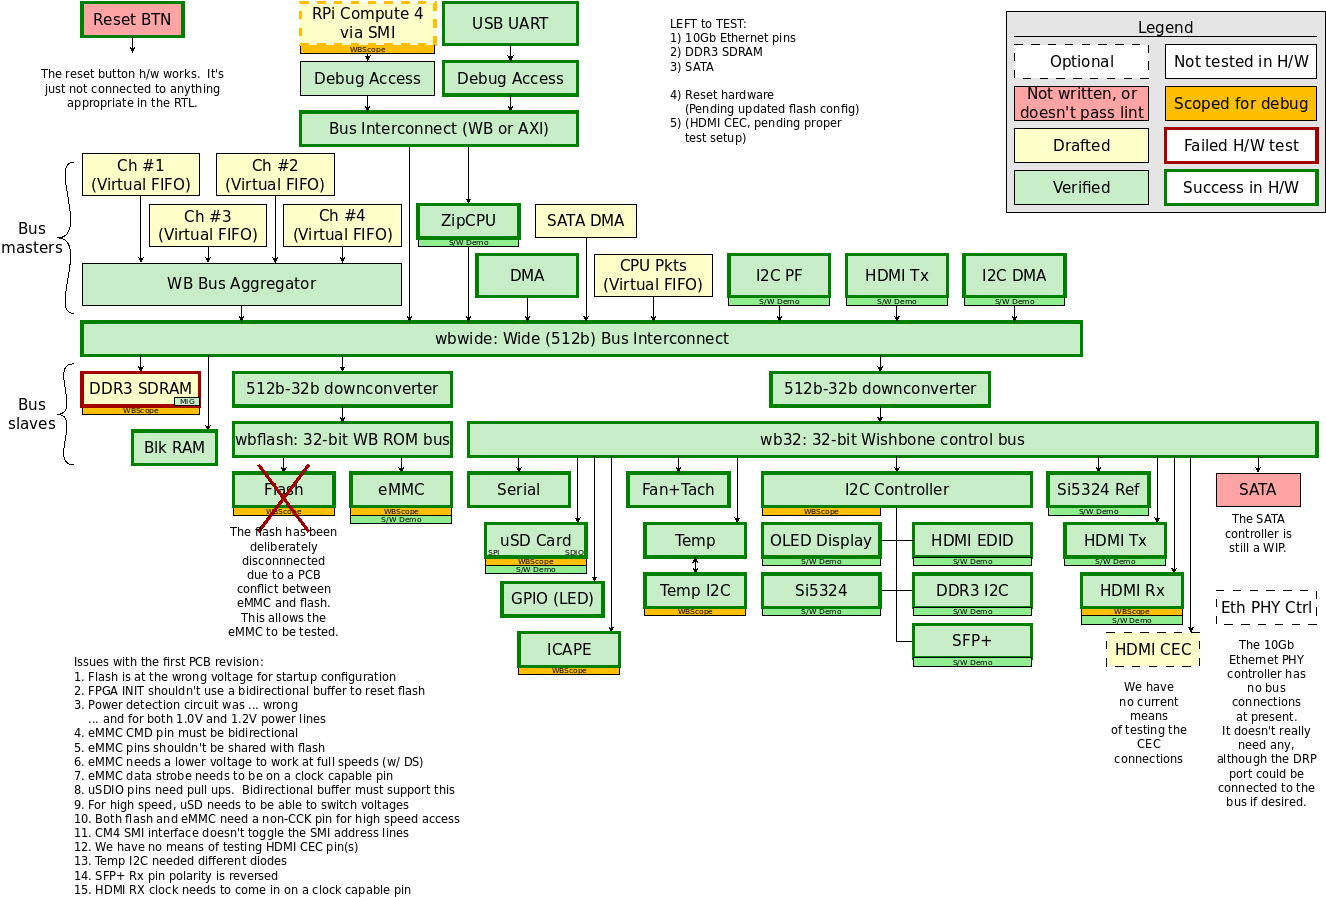 Reset BTN
The reset button h/w works.  It's
just not connected to anything
appropriate in the RTL.
RPi Compute 4
via SMI
WBScope
USB UART
Debug Access
Debug Access
Bus Interconnect (WB or AXI)
LEFT to TEST:
1) 10Gb Ethernet pins
2) DDR3 SDRAM
3) SATA
4) Reset hardware
(Pending updated flash config)
5) (HDMI CEC, pending proper
test setup)
Legend
Optional
Not tested in H/W
Not written, or
doesn't pass lint
Scoped for debug
Drafted
Failed H/W test
Verified
Success in H/W
Bus
masters
Ch #1
(Virtual FIFO)
Ch #2
(Virtual FIFO)
Ch #3
(Virtual FIFO)
Ch #4
(Virtual FIFO)
WB Bus Aggregator
ZipCPU
S/W Demo
SATA DMA
DMA
CPU Pkts
(Virtual FIFO)
I2C PF
S/W Demo
HDMI Tx
S/W Demo
I2C DMA
S/W Demo
wbwide: Wide (512b) Bus Interconnect
Bus
slaves
DDR3 SDRAM
MIG
WBScope
512b-32b downconverter
512b-32b downconverter
Blk RAM
wbflash: 32-bit WB ROM bus
wb32: 32-bit Wishbone control bus
Flash
WBScope
The flash has been
deliberately
disconnnected
due to a PCB
conflict between
eMMC and flash.
This allows the
eMMC to be tested.
eMMC
WBScope
S/W Demo
Serial
uSD Card
SPI
SDIO
WBScope
S/W Demo
GPIO (LED)
ICAPE
WBScope
Fan+Tach
Temp
Temp I2C
WBScope
I2C Controller
WBScope
OLED Display
S/W Demo
HDMI EDID
S/W Demo
Si5324
S/W Demo
DDR3 I2C
S/W Demo
SFP+
S/W Demo
Si5324 Ref
S/W Demo
HDMI Tx
S/W Demo
HDMI Rx
WBScope
S/W Demo
HDMI CEC
We have
no current
means
of testing the
CEC
connections
SATA
The SATA
controller is
still a WIP.
Eth PHY Ctrl
The 10Gb
Ethernet PHY
controller has
no bus
connections
at present.
It doesn't really
need any,
although the DRP
port could be
connected to the
bus if desired.
Issues with the first PCB revision:
1. Flash is at the wrong voltage for startup configuration
2. FPGA INIT shouldn't use a bidirectional buffer to reset flash
3. Power detection circuit was ... wrong
... and for both 1.0V and 1.2V power lines
4. eMMC CMD pin must be bidirectional
5. eMMC pins shouldn't be shared with flash
6. eMMC needs a lower voltage to work at full speeds (w/ DS)
7. eMMC data strobe needs to be on a clock capable pin
8. uSDIO pins need pull ups.  Bidirectional buffer must support this
9. For high speed, uSD needs to be able to switch voltages
10. Both flash and eMMC need a non-CCK pin for high speed access
11. CM4 SMI interface doesn't toggle the SMI address lines
12. We have no means of testing HDMI CEC pin(s)
13. Temp I2C needed different diodes
14. SFP+ Rx pin polarity is reversed
15. HDMI RX clock needs to come in on a clock capable pin